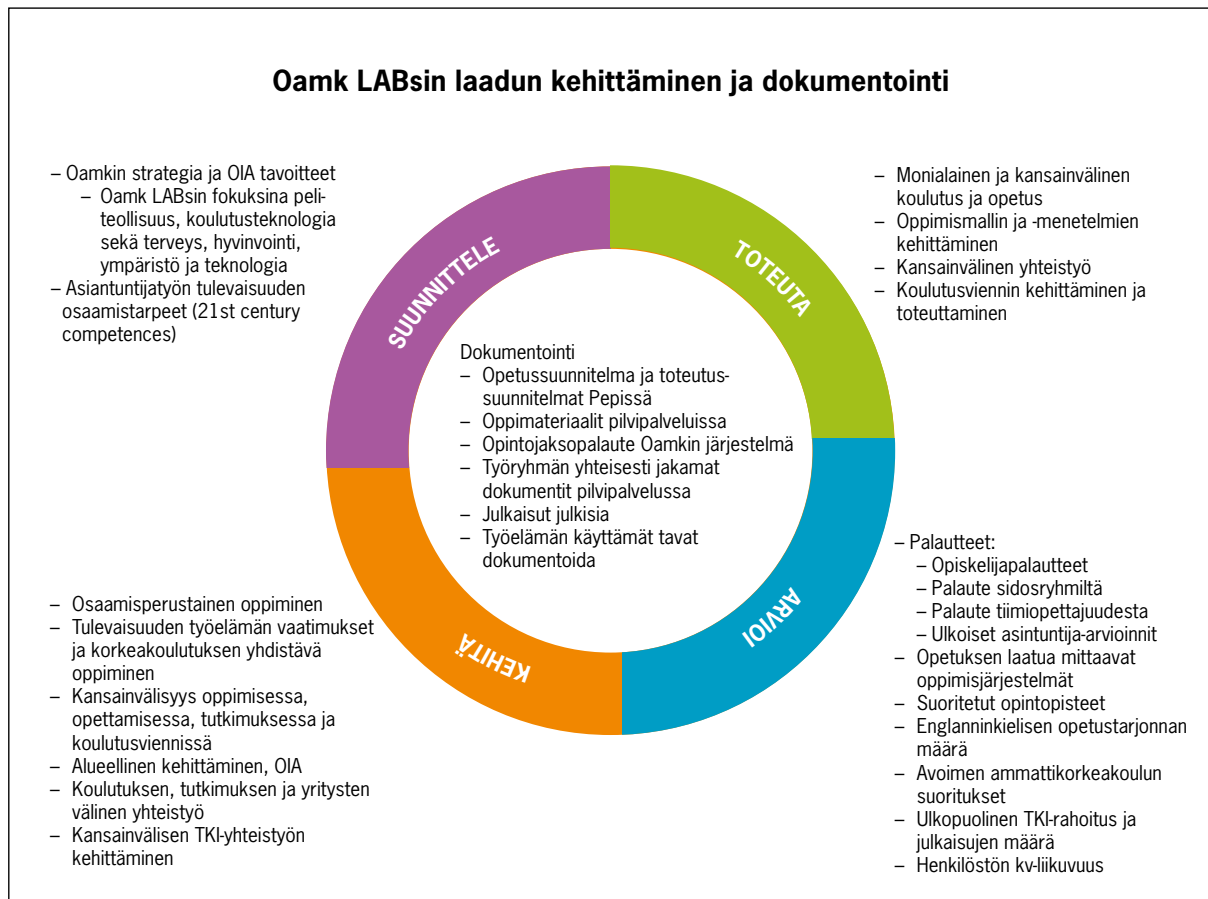 Oamk LABsin laadun kehittäminen ja dokumentointi
– Oamkin strategia ja OIA tavoitteet
– Oamk LABsin fokuksina peli-
teollisuus, koulutusteknologia
sekä terveys, hyvinvointi,
ympäristö ja teknologia
– Asiantuntijatyön tulevaisuuden
osaamistarpeet (21st century
competences)
SUUNNITTELE
TOTEUTA
– Monialainen ja kansainvälinen
koulutus ja opetus
– Oppimismallin ja -menetelmien
kehittäminen
– Kansainvälinen yhteistyö
– Koulutusviennin kehittäminen ja
toteuttaminen
Dokumentointi
– Opetussuunnitelma ja toteutus-
suunnitelmat Pepissä
– Oppimateriaalit pilvipalveluissa
– Opintojaksopalaute Oamkin järjestelmä
– Työryhmän yhteisesti jakamat
dokumentit pilvipalvelussa
– Julkaisut julkisia
– Työelämän käyttämät tavat
dokumentoida
– Osaamisperustainen oppiminen
– Tulevaisuuden työelämän vaatimukset
ja korkeakoulutuksen yhdistävä
oppiminen
– Kansainvälisyys oppimisessa,
opettamisessa, tutkimuksessa ja
koulutusviennissä
– Alueellinen kehittäminen, OIA
– Koulutuksen, tutkimuksen ja yritysten
välinen yhteistyö
– Kansainvälisen TKI-yhteistyön
kehittäminen
KEHITÄ
ARVIOI
– Palautteet:
– Opiskelijapalautteet
– Palaute sidosryhmiltä
– Palaute tiimiopettajuudesta
– Ulkoiset asintuntija-arvioinnit
– Opetuksen laatua mittaavat
oppimisjärjestelmät
– Suoritetut opintopisteet
– Englanninkielisen opetustarjonnan
määrä
– Avoimen ammattikorkeakoulun
suoritukset
– Ulkopuolinen TKI-rahoitus ja
julkaisujen määrä
– Henkilöstön kv-liikuvuus